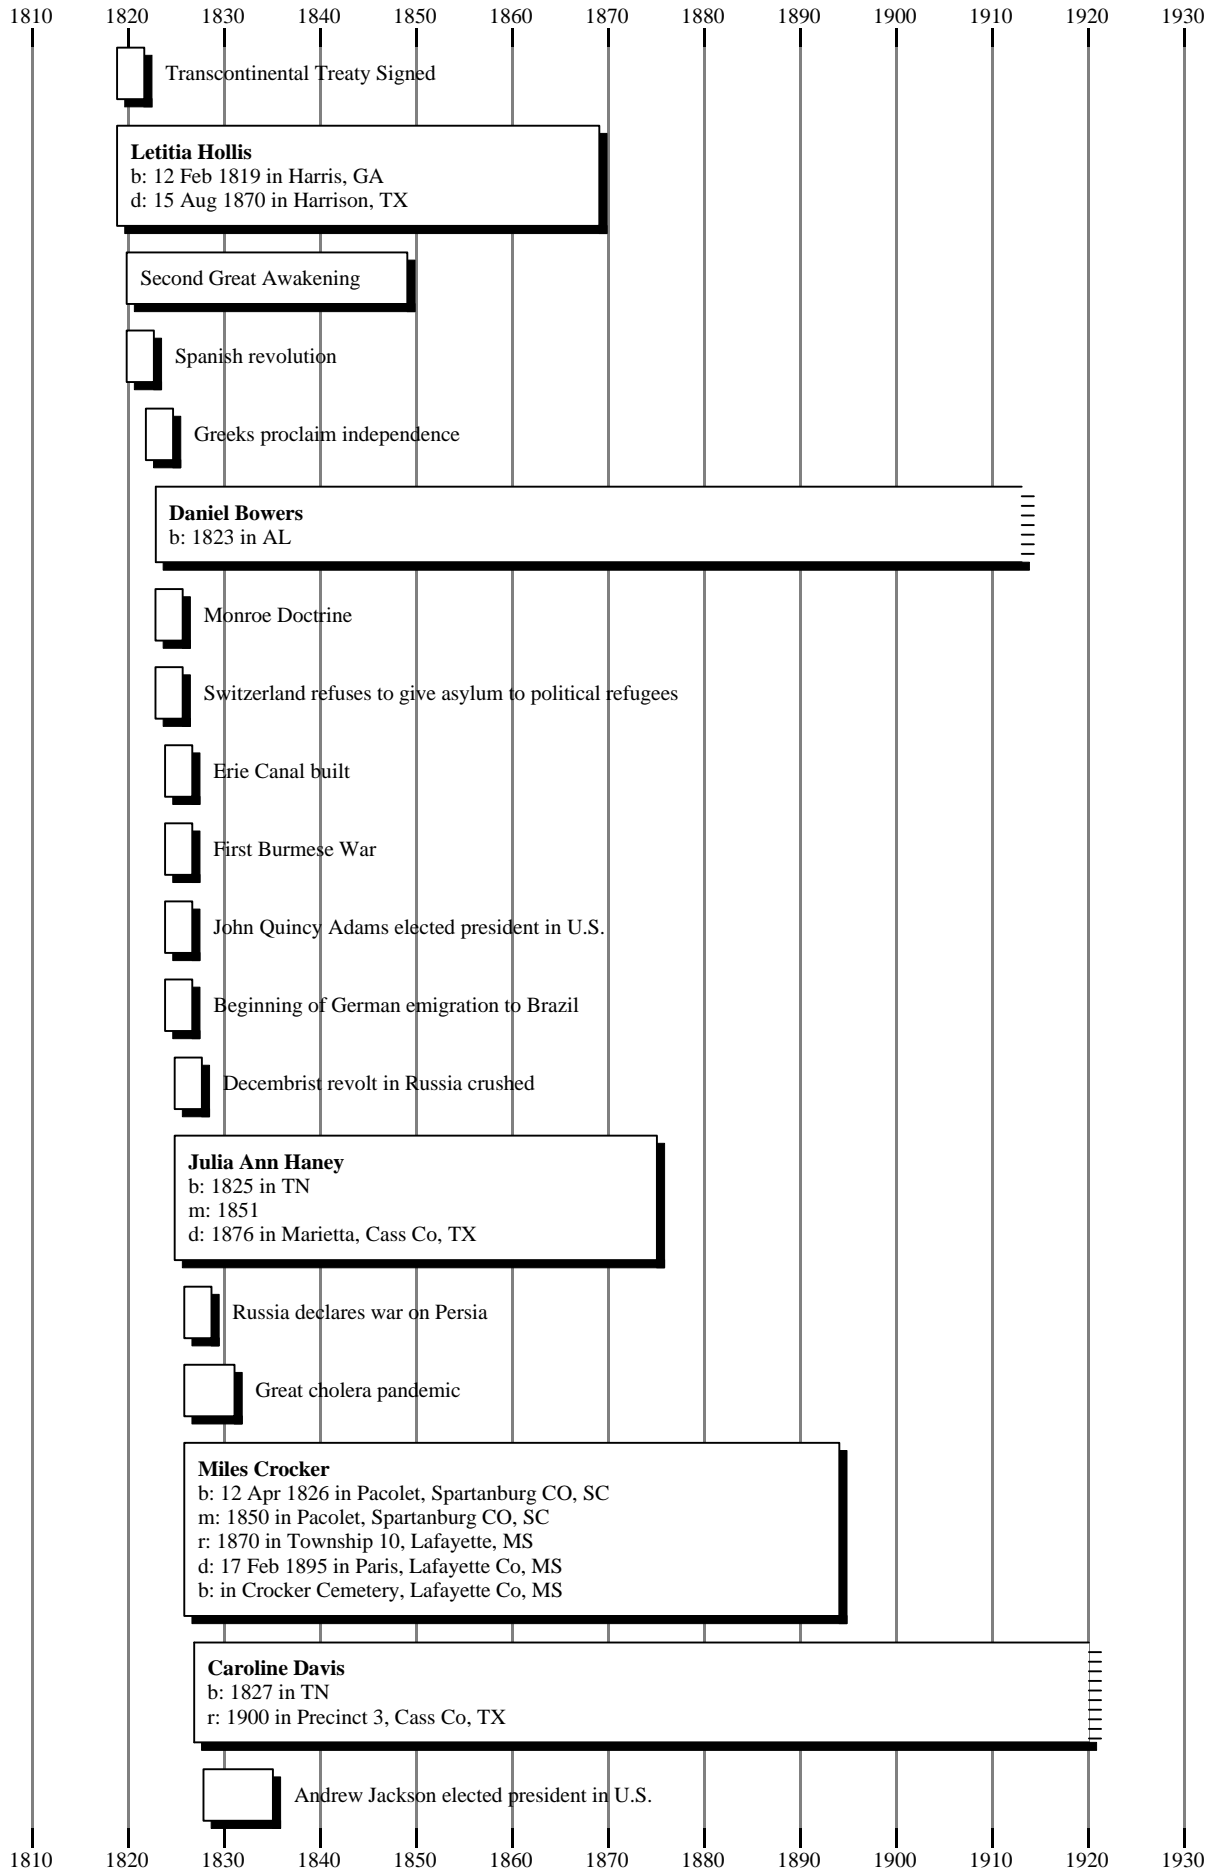 1810 1820 1830 1840 1850 1860 1870 1880 1890 1900 1910 1920 1930
Transcontinental Treaty Signed
Letitia Hollis
b: 12 Feb 1819 in Harris, GA
d: 15 Aug 1870 in Harrison, TX
Second Great Awakening
Spanish revolution
Greeks proclaim independence
Daniel Bowers
b: 1823 in AL
Monroe Doctrine
Switzerland refuses to give asylum to political refugees
Erie Canal built
First Burmese War
John Quincy Adams elected president in U.S.
Beginning of German emigration to Brazil
Decembrist revolt in Russia crushed
Julia Ann Haney
b: 1825 in TN
m: 1851
d: 1876 in Marietta, Cass Co, TX
Russia declares war on Persia
Great cholera pandemic
Miles Crocker
b: 12 Apr 1826 in Pacolet, Spartanburg CO, SC
m: 1850 in Pacolet, Spartanburg CO, SC
r: 1870 in Township 10, Lafayette, MS
d: 17 Feb 1895 in Paris, Lafayette Co, MS
b: in Crocker Cemetery, Lafayette Co, MS
Caroline Davis
b: 1827 in TN
r: 1900 in Precinct 3, Cass Co, TX
Andrew Jackson elected president in U.S.
1810 1820 1830 1840 1850 1860 1870 1880 1890 1900 1910 1920 1930